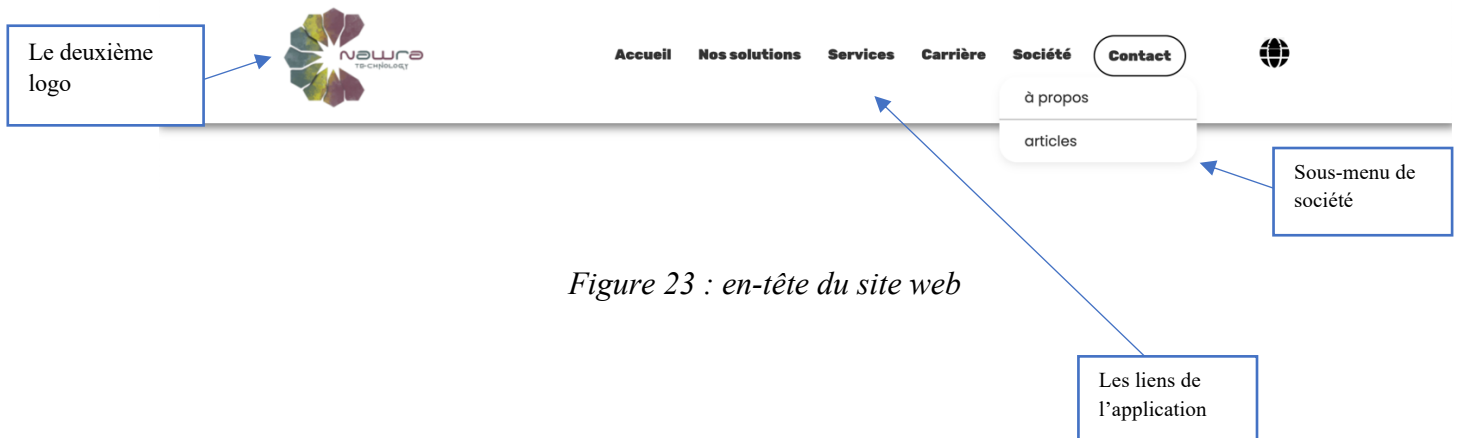 Le deuxième
logo
Nawra
TECHNOLOGY
Accueil Nos solutions Services Carrière Société Contact
à propos
articles
Sous-menu de
société
Figure 23 : en-tête du site web
Les liens de
l’application